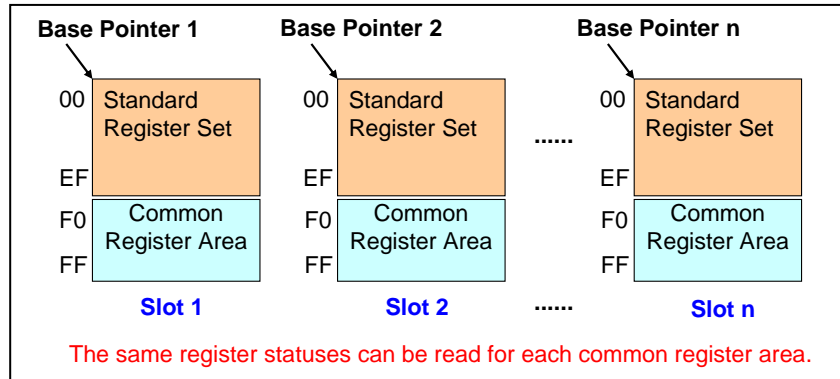 Base Pointer 1 Base Pointer 2 Base Pointer n
00 Standard Register Set
EF
F0 Common Register Area
FF
Slot 1
00 Standard Register Set
EF
F0 Common Register Area
FF
Slot 2
......
......
00 Standard Register Set
EF
F0 Common Register Area
FF
Slot n
The same register statuses can be read for each common register area.